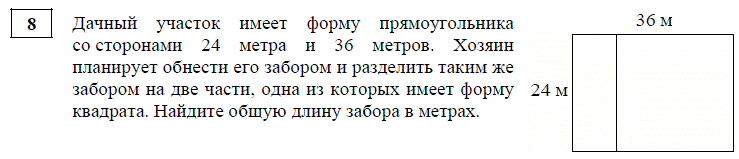 8
Дачный участок имеет форму прямоугольника
со сторонами 24 метра и 36 метров. Хозяин
планирует обнести его забором и разделить таким же
забором на две части, одна из которых имеет форму
квадрата. Найдите общую длину забора в метрах.
36 м
24 м